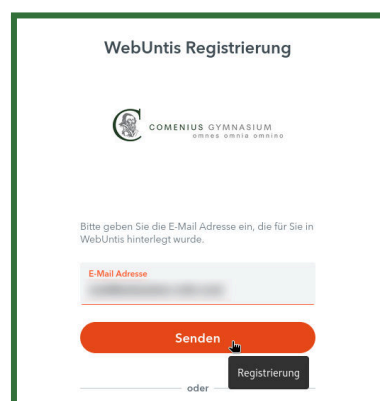 WebUntis Registrierung
COMENIUS GYMNASIUM
omnes omnia omnino
Bitte geben Sie die E-Mail Adresse ein, die für Sie in
WebUntis hinterlegt wurde.
E-Mail Adresse
Senden
Registrierung
oder